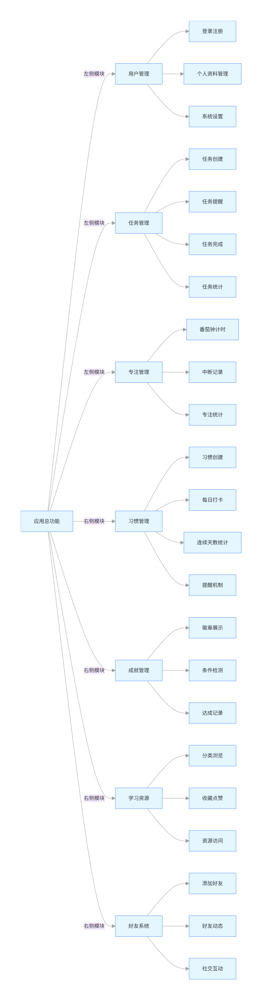 登录注册
左侧模块
用户管理
个人资料管理
系统设置
任务创建
任务提醒
左侧模块
任务管理
任务完成
任务统计
番茄钟计时
左侧模块
专注管理
中断记录
专注统计
习惯创建
每日打卡
应用总功能
右侧模块
习惯管理
连续天数统计
提醒机制
徽章展示
右侧模块
成就管理
条件检测
达成记录
分类浏览
右侧模块
学习资源
收藏点赞
资源访问
添加好友
右侧模块
好友系统
好友动态
社交互动